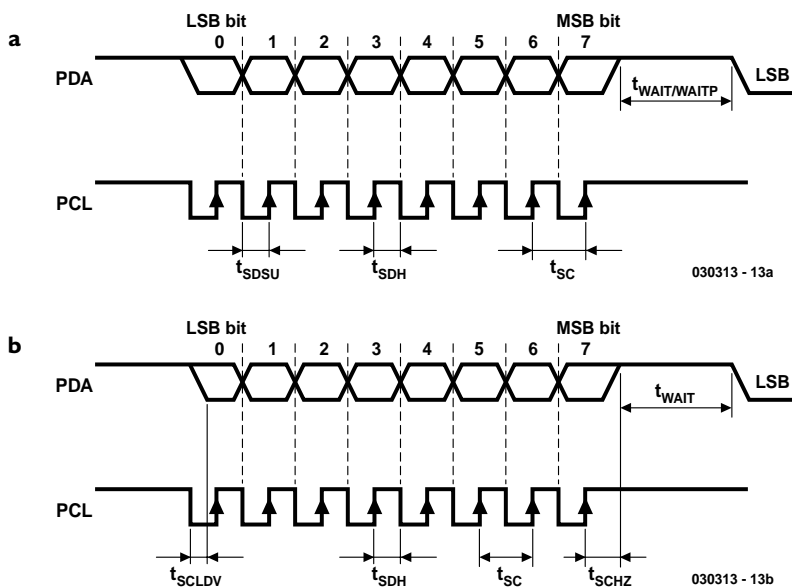 a
LSB bit MSB bit
0 1 2 3 4 5 6 7
PDA
tWAIT/WAITP
LSB
PCL
tSDSU tSDH tSC
030313 - 13a
b
LSB bit MSB bit
0 1 2 3 4 5 6 7
PDA
tWAIT
LSB
PCL
tSCLDV tSDH tSC tSCHZ
030313 - 13b